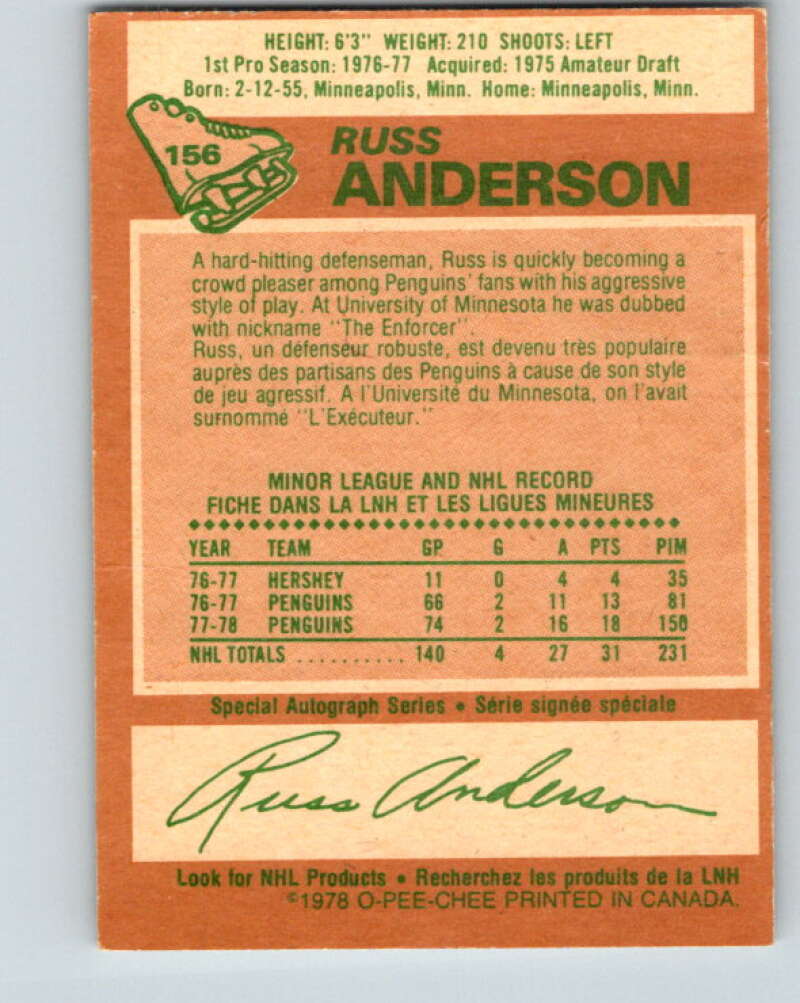 HEIGHT: 6'3" WEIGHT: 210 SHOOTS: LEFT
1st Pro Season: 1976-77 Acquired: 1975 Amateur Draft
Born: 2-12-55, Minneapolis, Minn. Home: Minneapolis, Minn.
156
RUSS
ANDERSON
A hard-hitting defenseman, Russ is quickly becoming a
crowd pleaser among Penguins' fans with his aggressive
style of play. At University of Minnesota he was dubbed
with nickname "The Enforcer".
Russ, un défenseur robuste, est devenu très populaire
auprès des partisans des Penguins à cause de son style
de jeu agressif. A l'Université du Minnesota, on l'avait
surnommé "L'Exécuteur."
MINOR LEAGUE AND NHL RECORD
FICHE DANS LA LNH ET LES LIGUES MINEURES
YEAR TEAM GP G A PTS PIM
76-77 HERSHEY 11 0 4 4 35
76-77 PENGUINS 66 2 11 13 81
77-78 PENGUINS 74 2 16 18 150
NHL TOTALS .......... 140 4 27 31 231
Special Autograph Series • Série signée spéciale
Russ Anderson
Look for NHL Products • Recherchez les produits de la LNH
©1978 O-PEE-CHEE PRINTED IN CANADA.